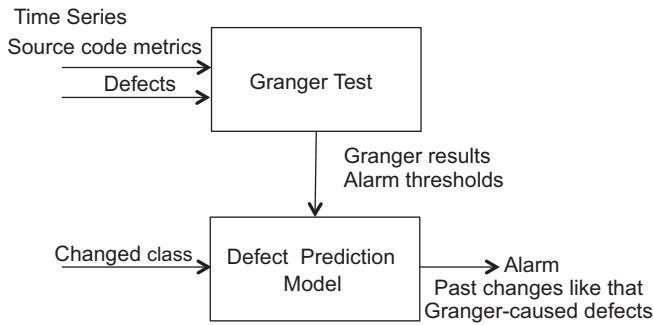 Time Series
Source code metrics
Defects
Granger Test
Granger results
Alarm thresholds
Changed class
Defect Prediction
Model
Alarm
Past changes like that
Granger-caused defects